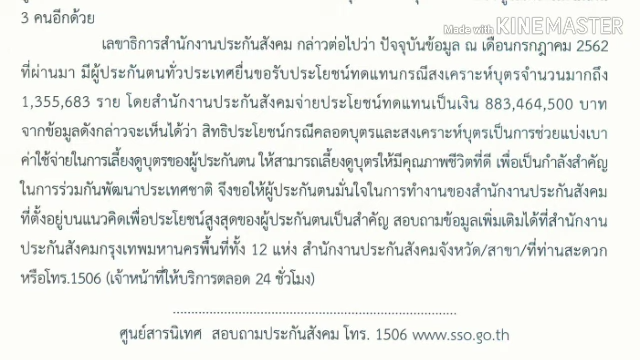 3 คนอีกด้วย
Made with KINEMASTER
เลขาธิการสำนักงานประกันสังคม กล่าวต่อไปว่า ปัจจุบันข้อมูล ณ เดือนกรกฎาคม 2562
ที่ผ่านมา มีผู้ประกันตนทั่วประเทศยื่นขอรับประโยชน์ทดแทนกรณีสงเคราะห์บุตรจำนวนมากถึง
1,355,683 ราย โดยสำนักงานประกันสังคมจ่ายประโยชน์ทดแทนเป็นเงิน 883,464,500 บาท
จากข้อมูลดังกล่าวจะเห็นได้ว่า สิทธิประโยชน์กรณีคลอดบุตรและสงเคราะห์บุตรเป็นการช่วยแบ่งเบา
ค่าใช้จ่ายในการเลี้ยงดูบุตรของผู้ประกันตน ให้สามารถเลี้ยงดูบุตรให้มีคุณภาพชีวิตที่ดี เพื่อเป็นกำลังสำคัญ
ในการร่วมกันพัฒนาประเทศชาติ จึงขอให้ผู้ประกันตนมั่นใจในการทำงานของสำนักงานประกันสังคม
ที่ตั้งอยู่บนแนวคิดเพื่อประโยชน์สูงสุดของผู้ประกันตนเป็นสำคัญ สอบถามข้อมูลเพิ่มเติมได้ที่สำนักงาน
ประกันสังคมกรุงเทพมหานครพื้นที่ทั้ง 12 แห่ง สำนักงานประกันสังคมจังหวัด/สาขา/ที่ท่านสะดวก
หรือโทร.1506 (เจ้าหน้าที่ให้บริการตลอด 24 ชั่วโมง)
ศูนย์สารนิเทศ สอบถามประกันสังคม โทร. 1506 www.sso.go.th